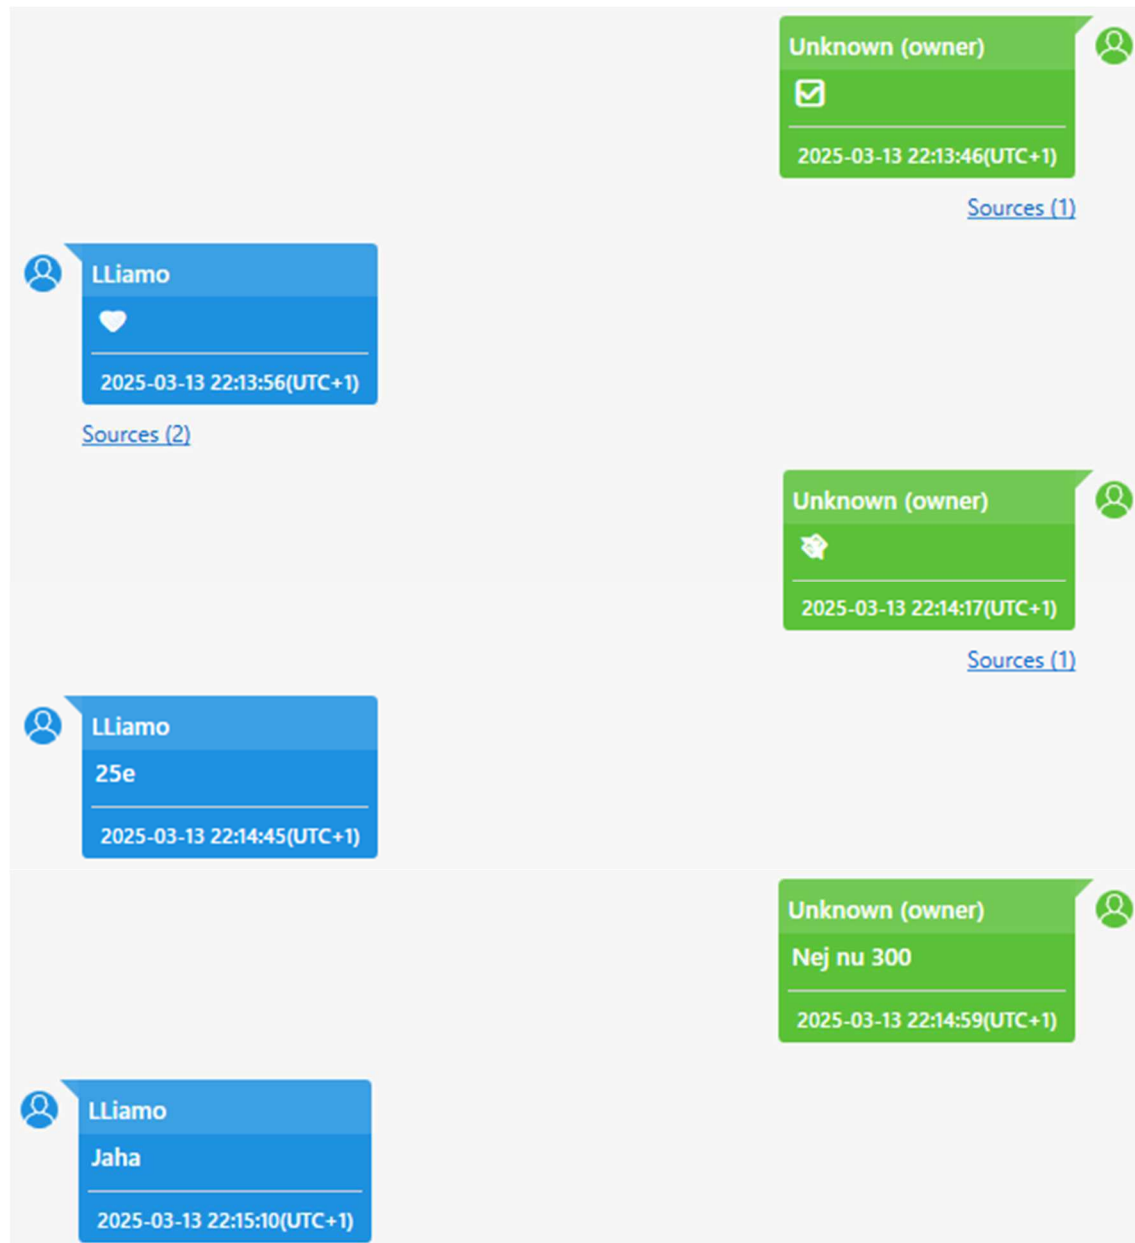 Unknown (owner)
☑
2025-03-13 22:13:46(UTC+1)
Sources (1)
LLiamo
♥
2025-03-13 22:13:56(UTC+1)
Sources (2)
Unknown (owner)
2025-03-13 22:14:17(UTC+1)
Sources (1)
LLiamo
25e
2025-03-13 22:14:45(UTC+1)
Unknown (owner)
Nej nu 300
2025-03-13 22:14:59(UTC+1)
LLiamo
Jaha
2025-03-13 22:15:10(UTC+1)